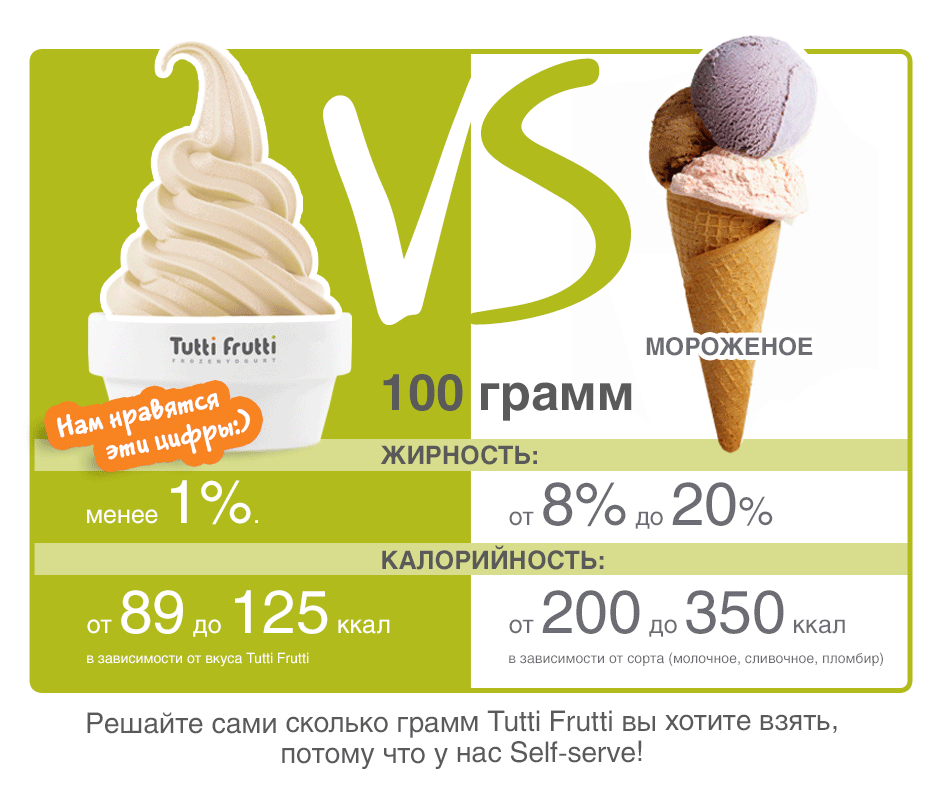 VS
Tutti Frutti
FROZEN YOGURT
Нам нравятся
эти цифры:)
МОРОЖЕНОЕ
100 грамм
ЖИРНОСТЬ:
менее 1%.
от 8% до 20%
КАЛОРИЙНОСТЬ:
от 89 до 125 ккал
от 200 до 350 ккал
в зависимости от вкуса Tutti Frutti
в зависимости от сорта (молочное, сливочное, пломбир)
Решайте сами сколько грамм Tutti Frutti вы хотите взять,
потому что у нас Self-serve!